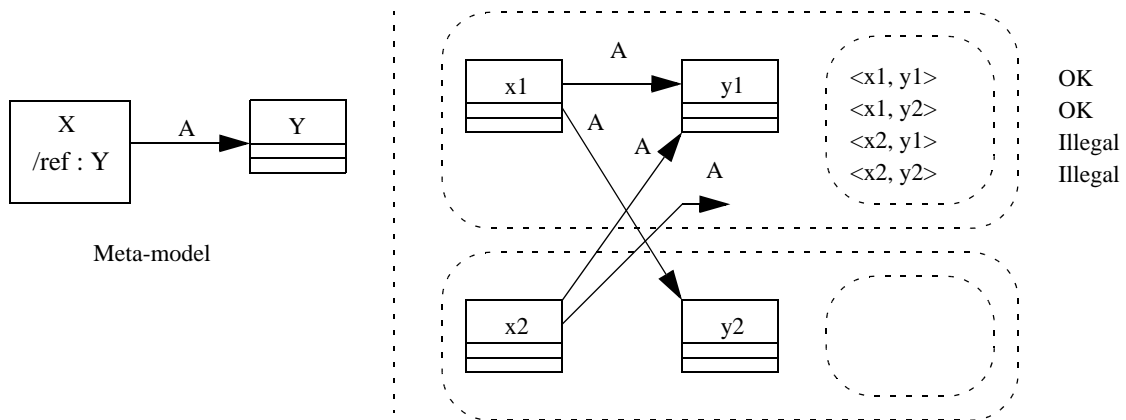 X
/ref : Y
A
Y
Meta-model
A
x1
y1
A
A
A
x2
y2
<x1, y1> OK
<x1, y2> OK
<x2, y1> Illegal
<x2, y2> Illegal